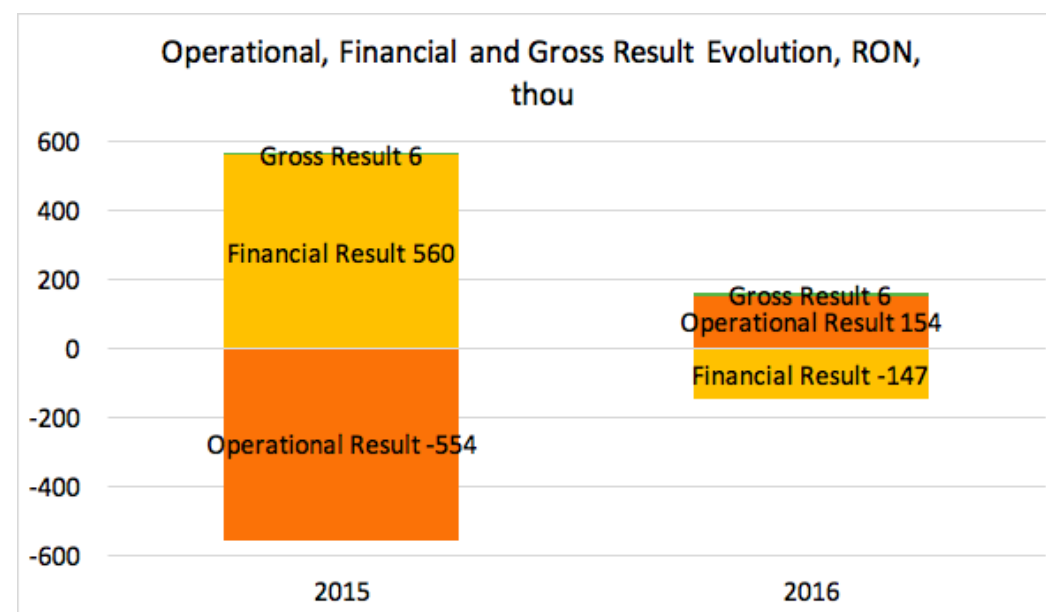 Operational, Financial and Gross Result Evolution, RON,
thou
600
400
200
0
-200
-400
-600
Gross Result 6
Financial Result 560
Operational Result -554
Gross Result 6
Operational Result 154
Financial Result -147
2015
2016